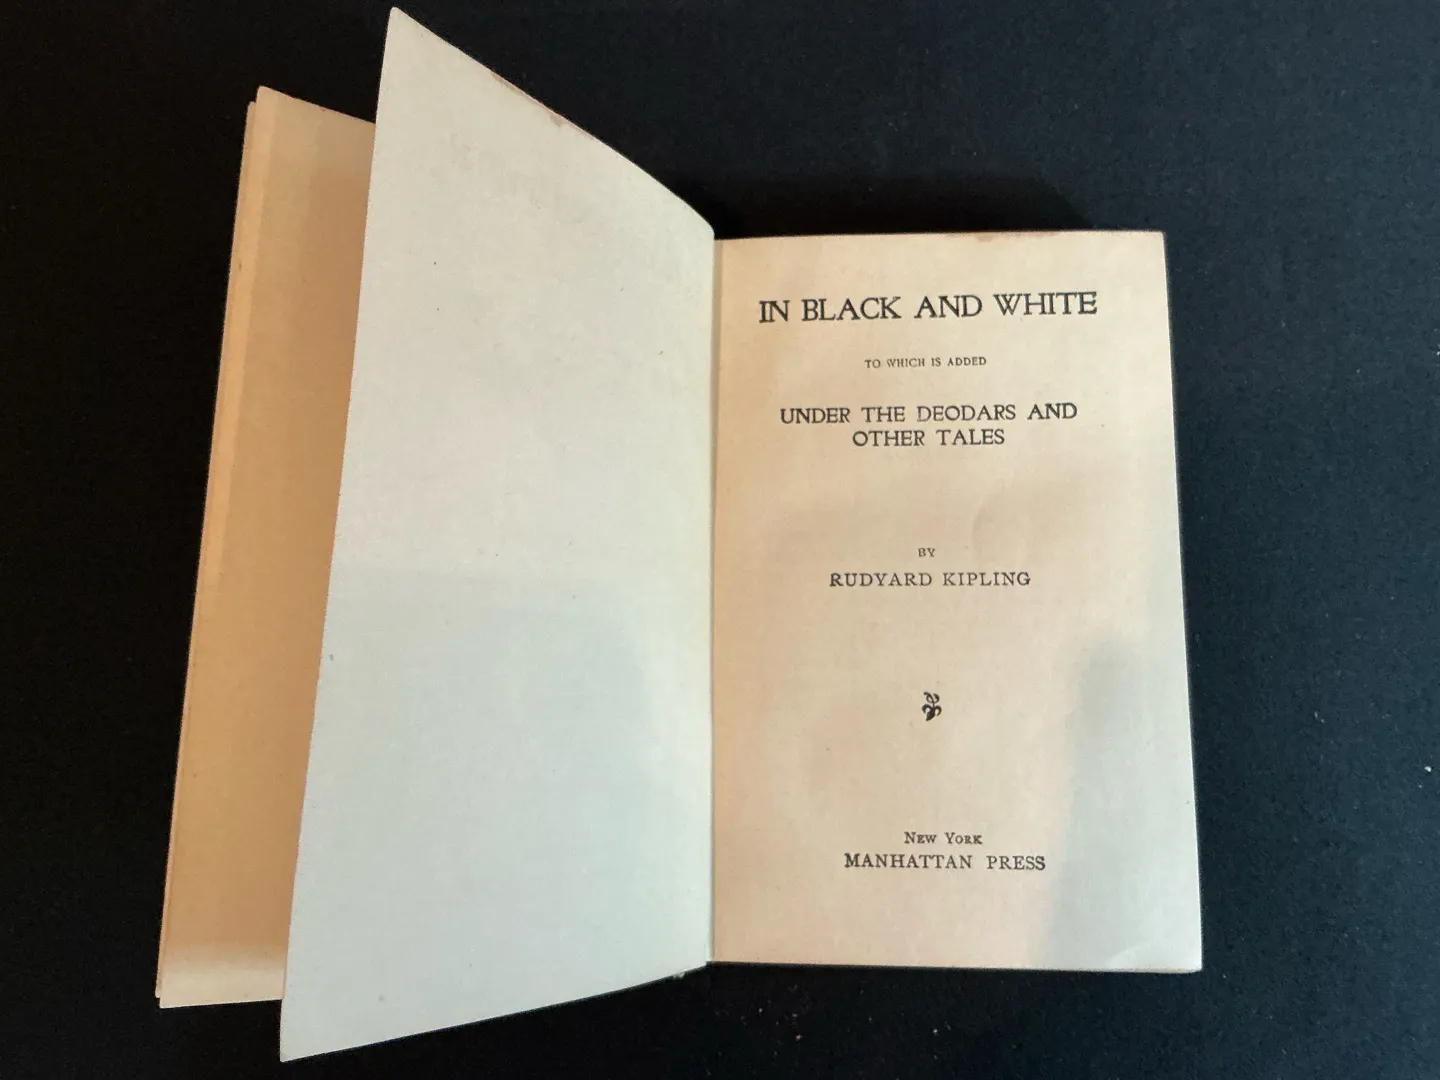 IN BLACK AND WHITE
TO WHICH IS ADDED
UNDER THE DEODARS AND
OTHER TALES
BY
RUDYARD KIPLING
New York
MANHATTAN PRESS